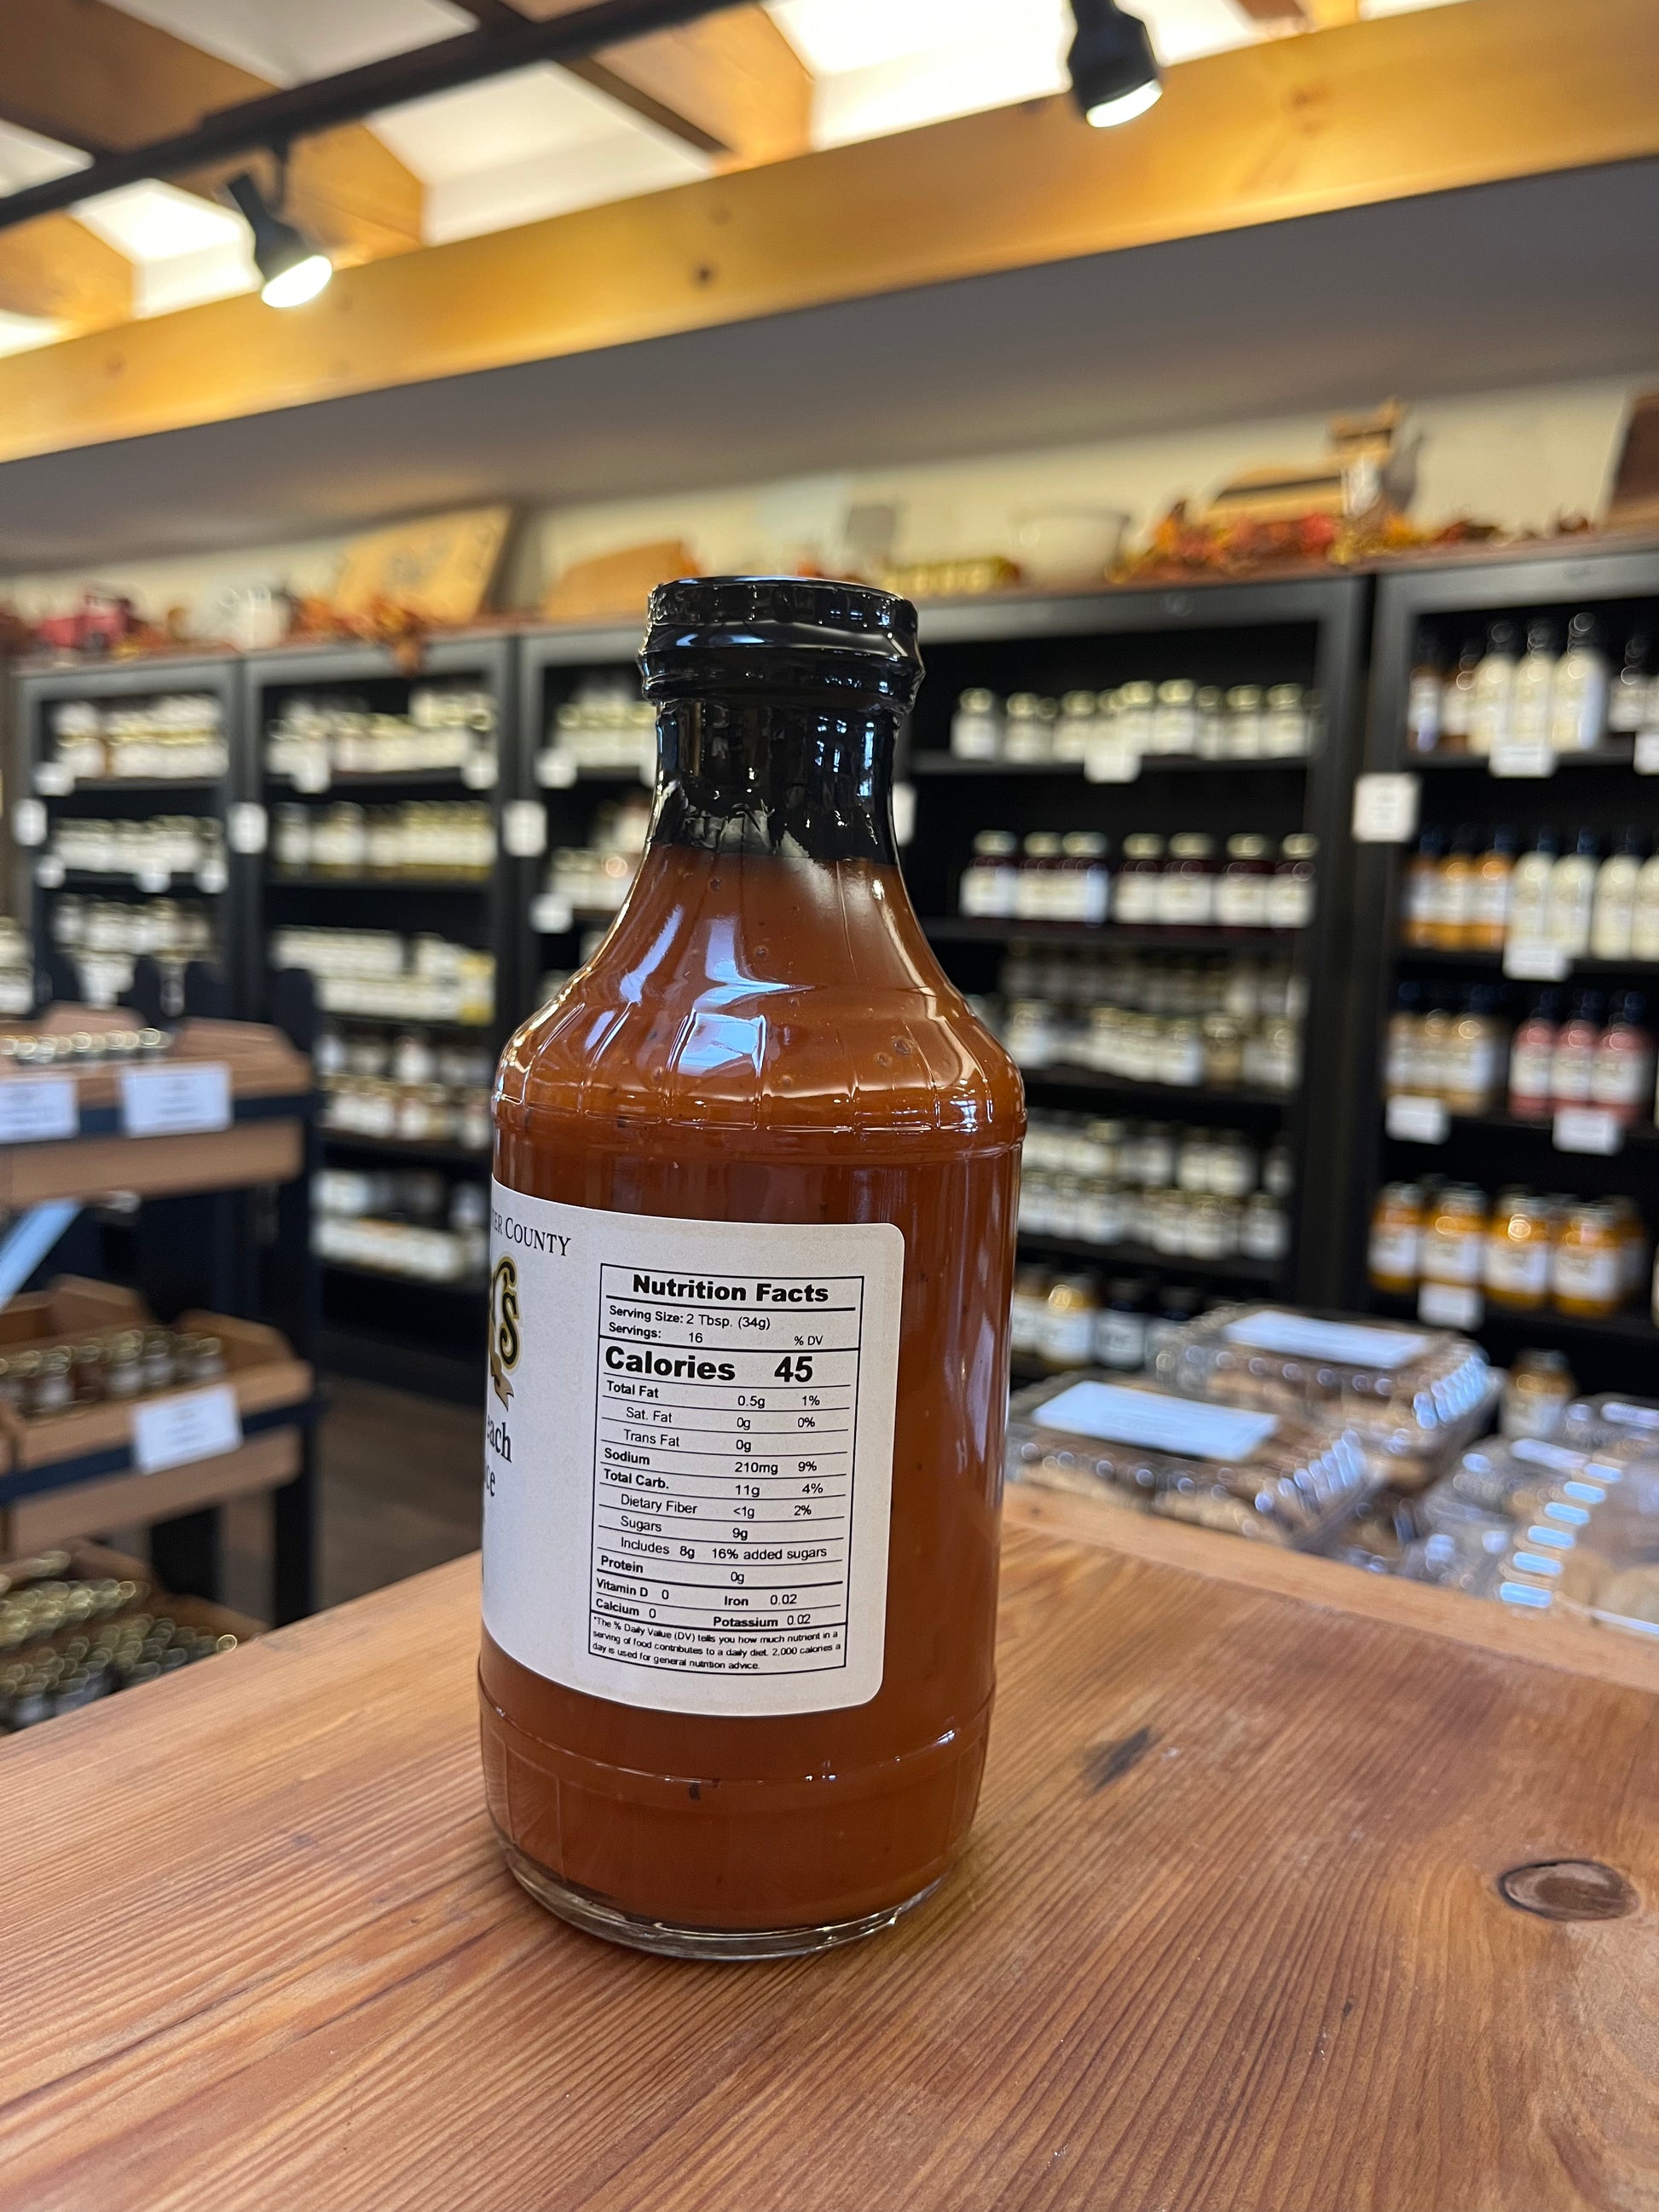 COUNTY
Nutrition Facts
Serving Size: 2 Tbsp. (34g)
Servings: 16 % DV
Calories 45
Total Fat 0.5g 1%
Sat. Fat 0g 0%
Trans Fat 0g
Sodium 210mg 9%
Total Carb. 11g 4%
Dietary Fiber <1g 2%
Sugars 9g
Includes 8g 16% added sugars
Protein 0g
Vitamin D 0 Iron 0.02
Calcium 0 Potassium 0.02
*The % Daily Value (DV) tells you how much nutrient in a
serving of food contributes to a daily diet. 2,000 calories a
day is used for general nutrition advice.